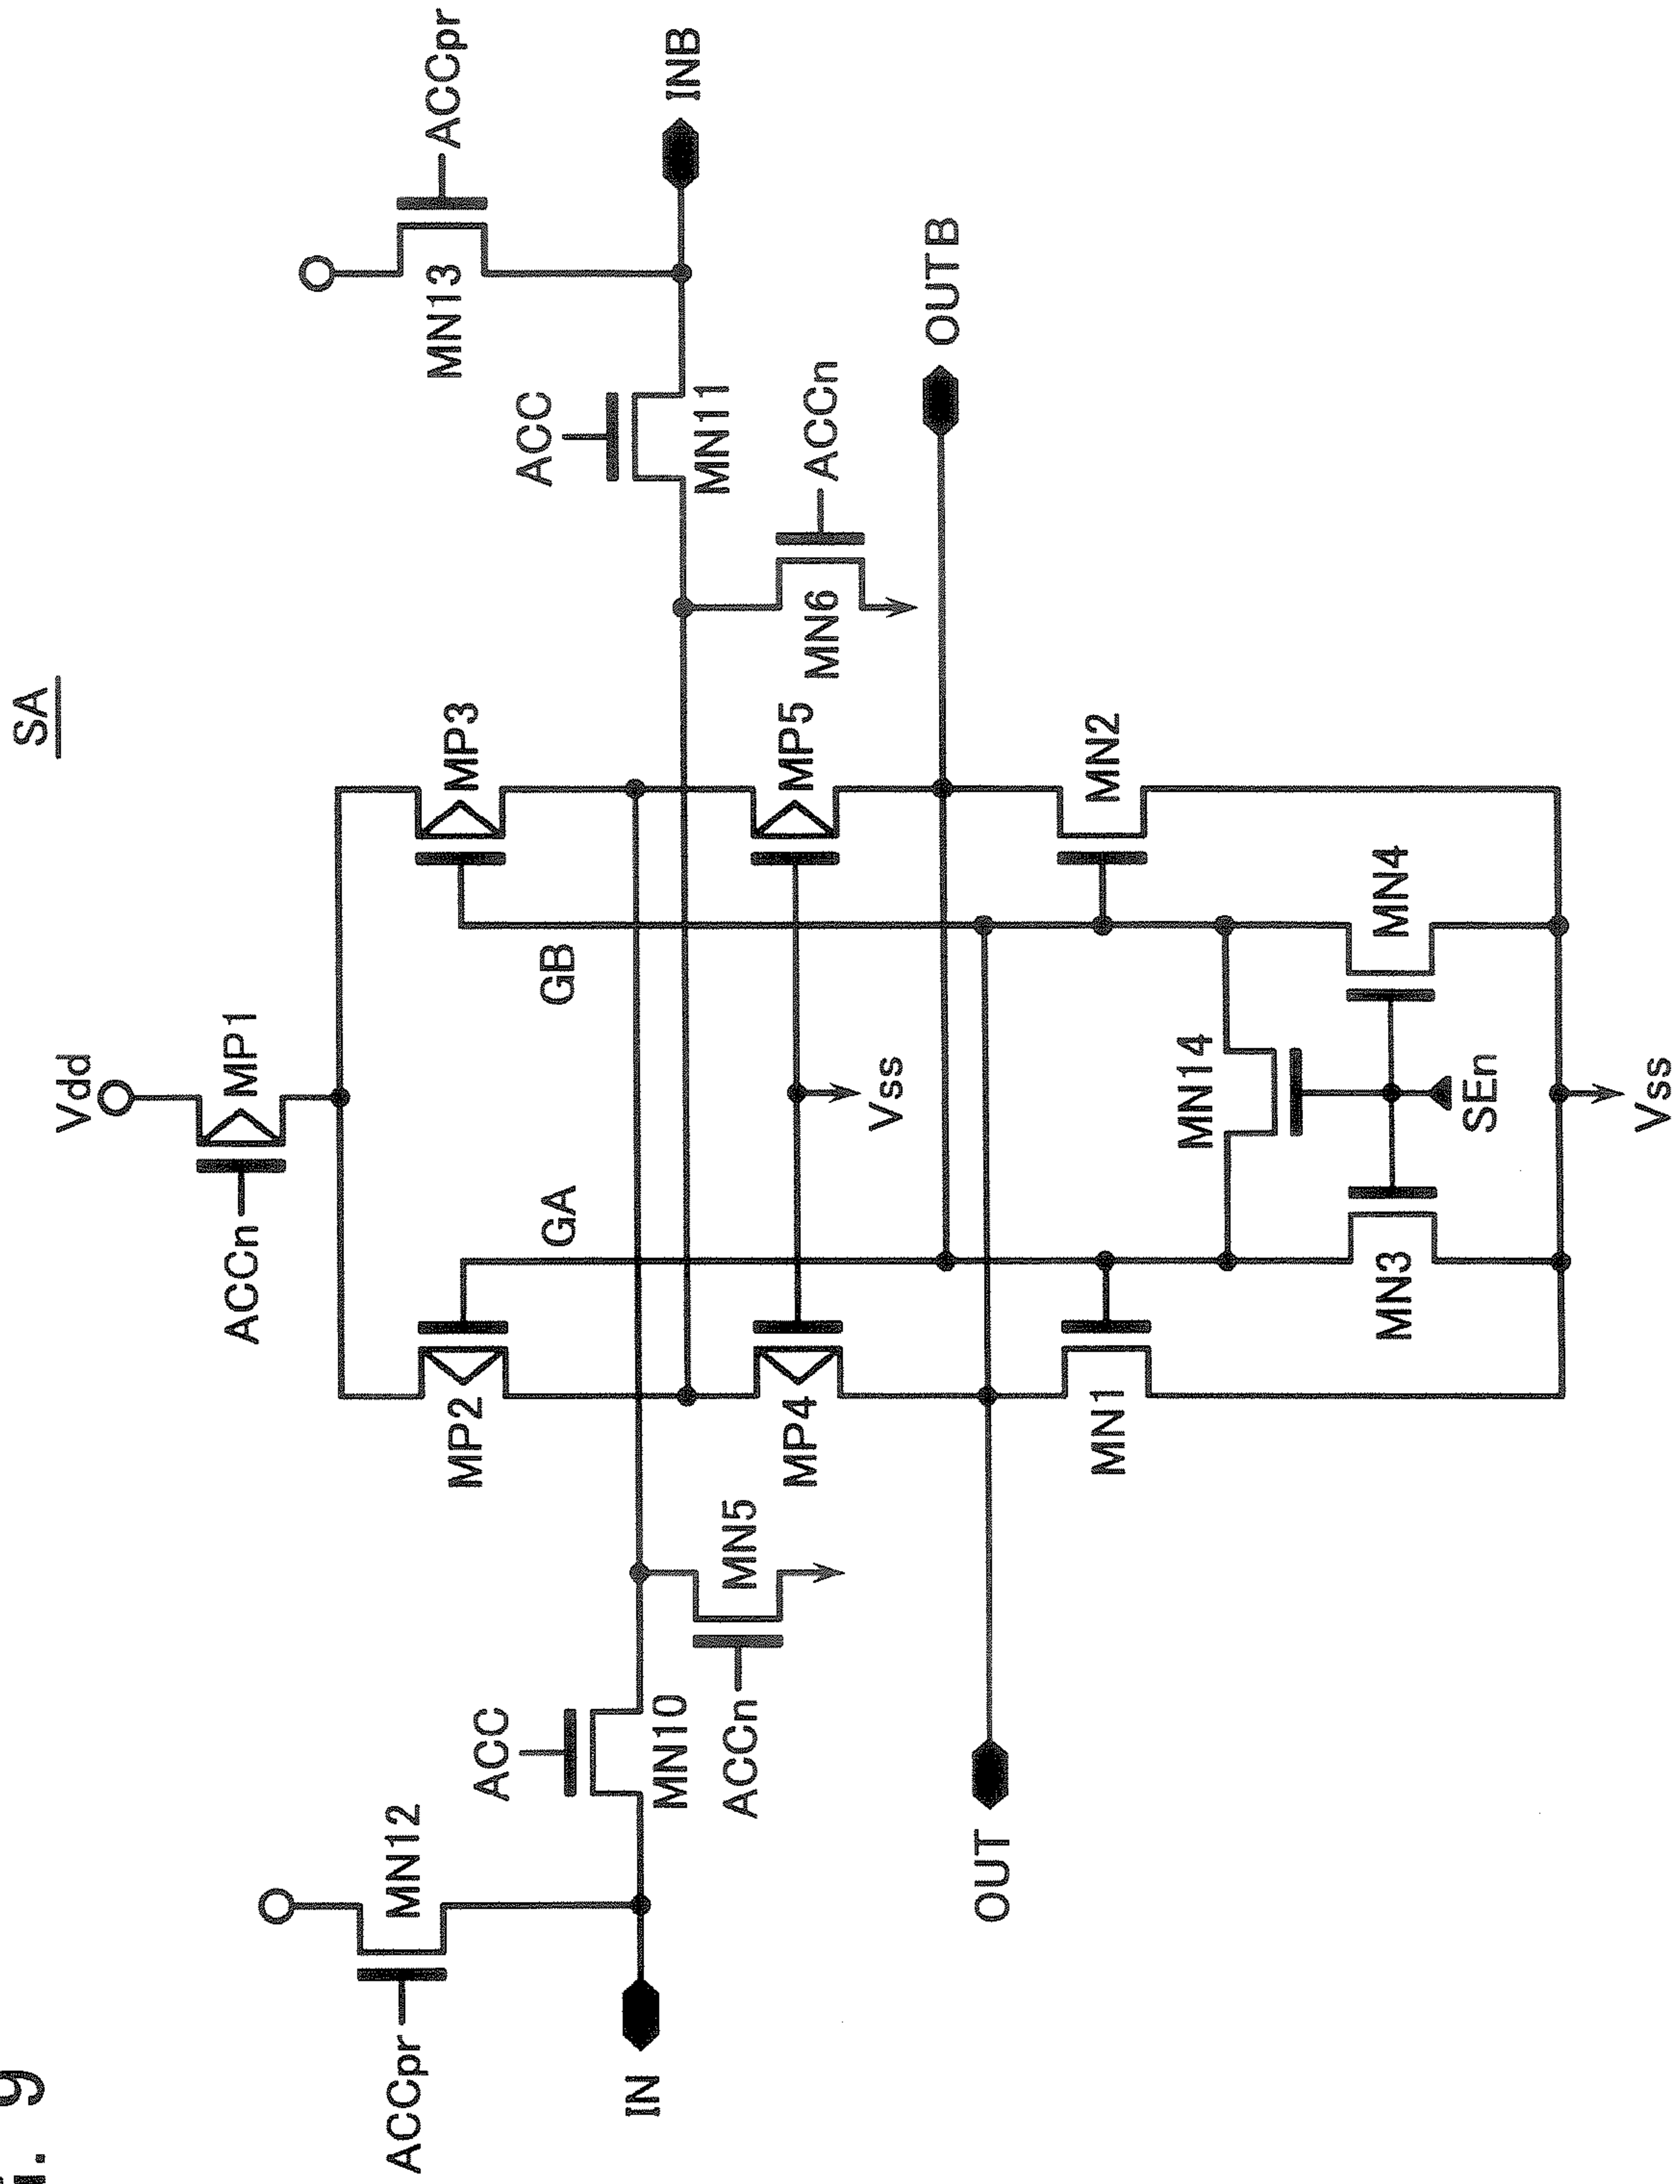 SA
Vdd
ACCn
MP1
ACCpr
MN12
ACCpr
MN13
MP2
MP3
GA
GB
ACC
MN10
ACC
MN11
IN
INB
ACCn
MN5
MP4
MP5
Vss
MN6
ACCn
OUT
OUTB
MN1
MN2
MN14
MN3
MN4
SEn
Vss
9